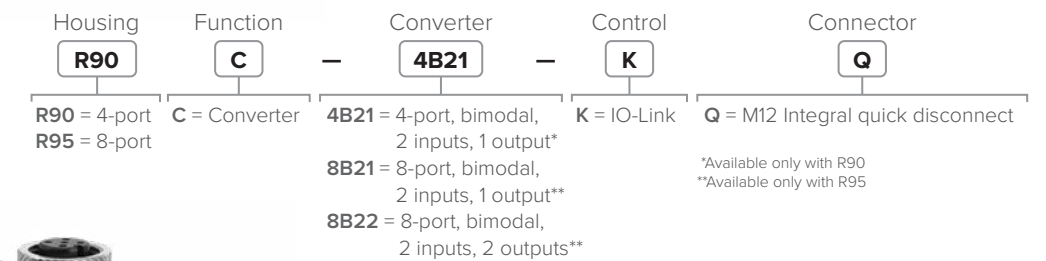 Housing Function Converter Control Connector
R90 C – 4B21 – K Q
R90 = 4-port C = Converter 4B21 = 4-port, bimodal, K = IO-Link Q = M12 Integral quick disconnect
R95 = 8-port 2 inputs, 1 output*
8B21 = 8-port, bimodal, *Available only with R90
2 inputs, 1 output** **Available only with R95
8B22 = 8-port, bimodal,
2 inputs, 2 outputs**